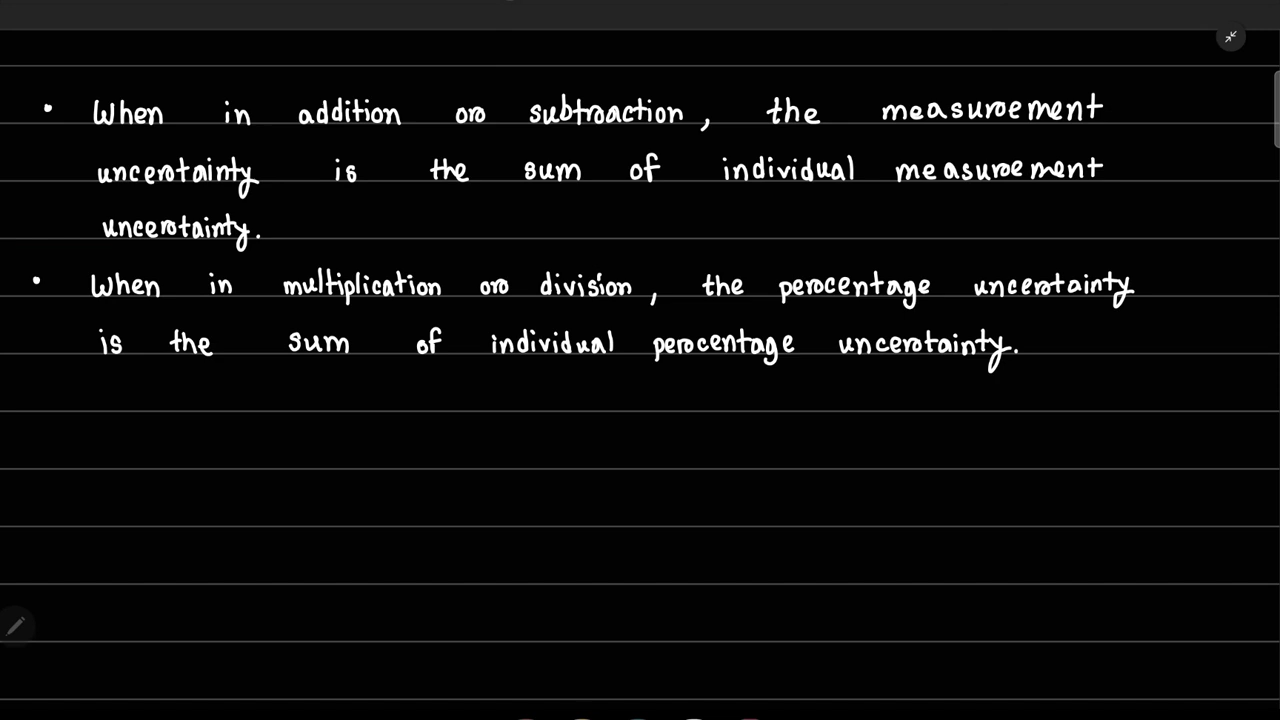 • When in addition or subtraction, the measurement
uncertainty is the sum of individual measurement
uncertainty.
• When in multiplication or division, the percentage uncertainty
is the sum of individual percentage uncertainty.